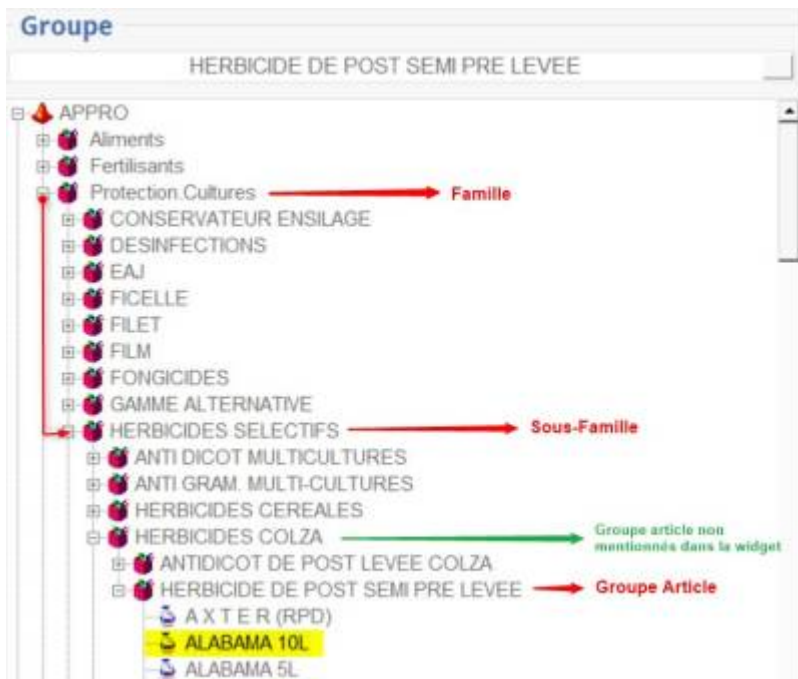 Groupe
HERBICIDE DE POST SEMI PRE LEVEE
APPRO
Aliments
Fertilisants
Protection.Cultures
Famille
CONSERVATEUR ENSILAGE
DESINFECTIONS
EAJ
FICELLE
FILET
FILM
FONGICIDES
GAMME ALTERNATIVE
HERBICIDES SELECTIFS
Sous-Famille
ANTI DICOT MULTICULTURES
ANTI GRAM. MULTI-CULTURES
HERBICIDES CEREALES
HERBICIDES COLZA
Groupe article non
mentionnés dans la widget
ANTIDICOT DE POST LEVEE COLZA
HERBICIDE DE POST SEMI PRE LEVEE
Groupe Article
A X T E R (RPD)
ALABAMA 10L
ALABAMA 5L